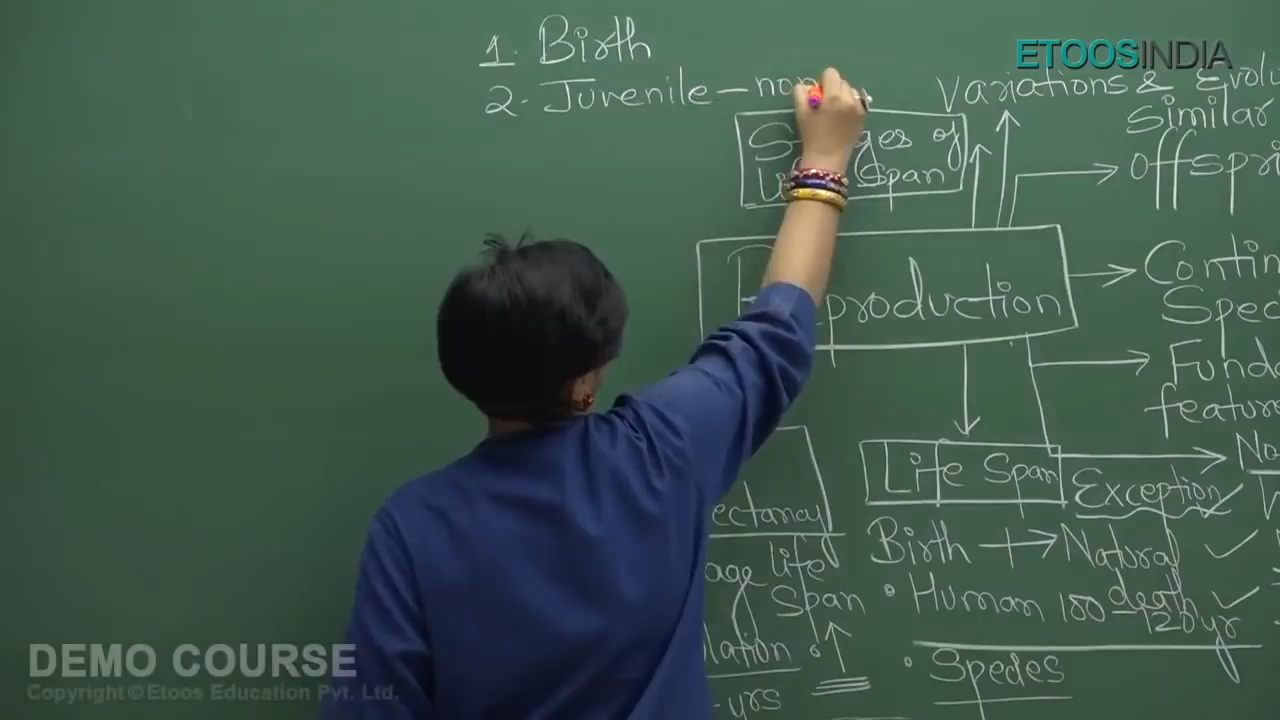 1. Birth
2. Juvenile – non
ETOOSINDIA
Variations & Evolu
Similar
Offspri
Stages of
Span
production
Contin
Spec
Funda
featur
No
Life Span
Exception
ectancy
Birth → Natural
death
age life
Span
• Human 100 – 120 yr
lation
• Species
-yrs
DEMO COURSE
Copyright © Etoos Education Pvt. Ltd.